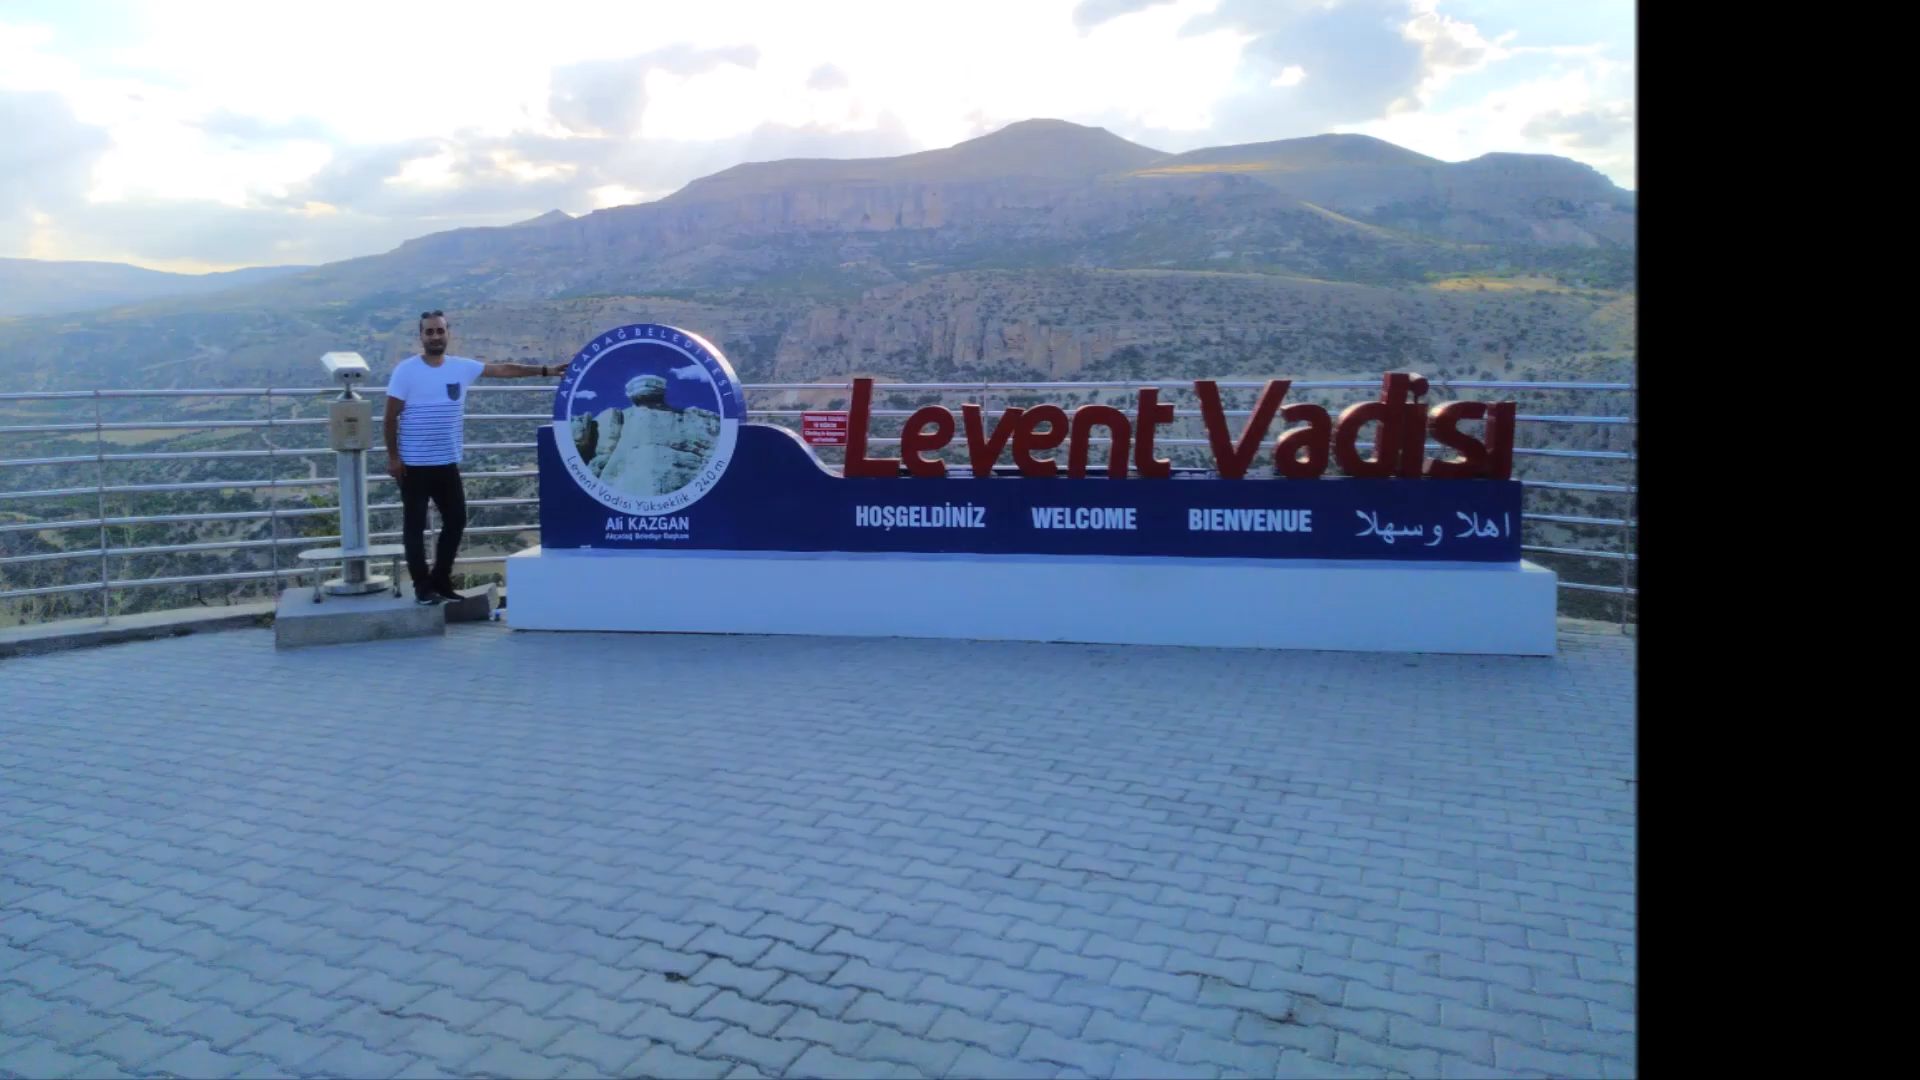 AKÇADAĞ BELEDİYESİ
Levent Vadisi Yükseklik : 240 m
Ali KAZGAN
Akçadağ Belediye Başkanı
Levent Vadisi
HOŞGELDİNİZ WELCOME BIENVENUE اهلا وسهلا